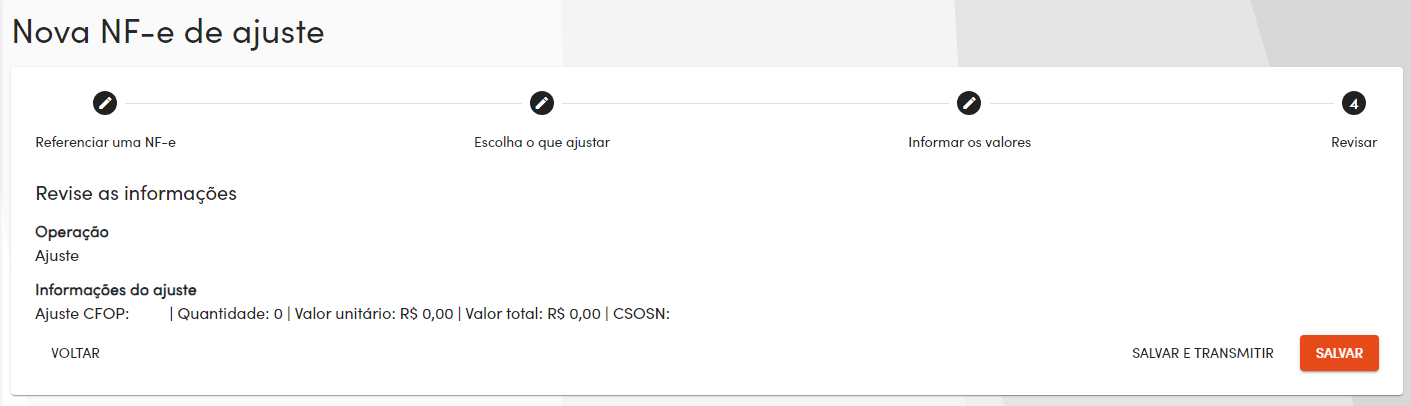 Nova NF-e de ajuste
4
Referenciar uma NF-e Escolha o que ajustar Informar os valores Revisar
Revise as informações
Operação
Ajuste
Informações do ajuste
Ajuste CFOP: | Quantidade: 0 | Valor unitário: R$ 0,00 | Valor total: R$ 0,00 | CSOSN:
VOLTAR SALVAR E TRANSMITIR SALVAR